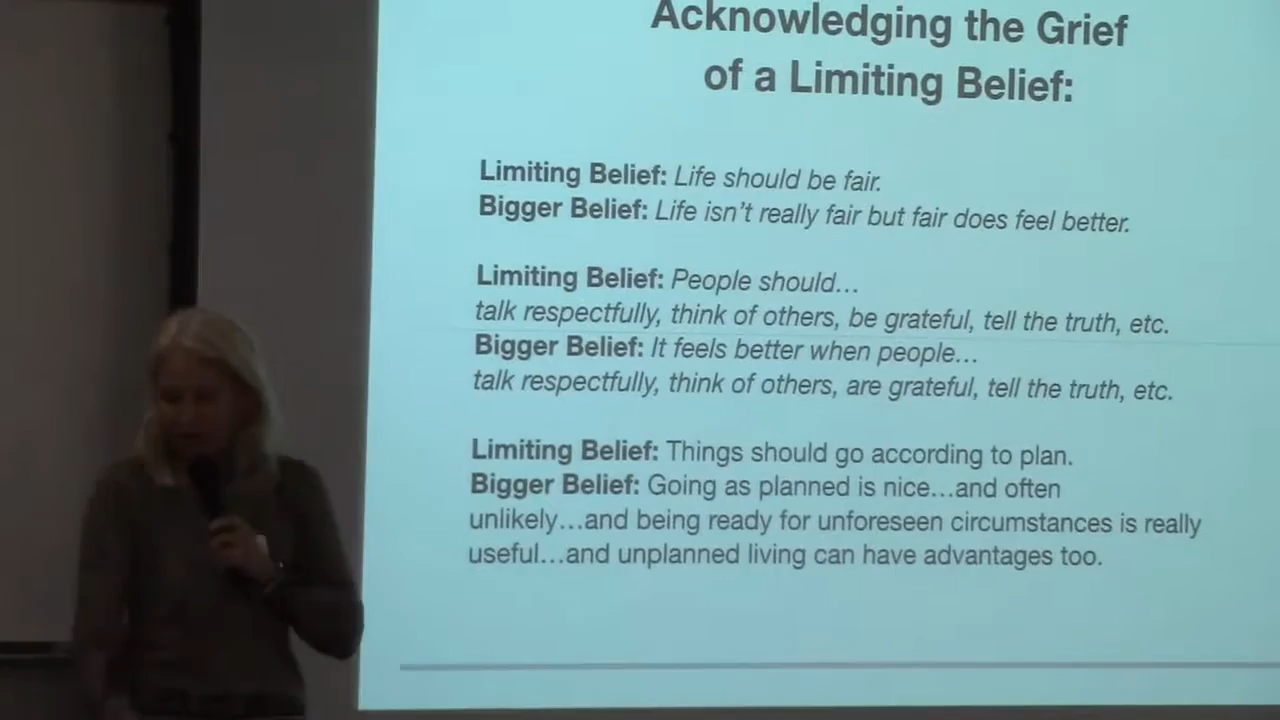 Acknowledging the Grief
of a Limiting Belief:
Limiting Belief: Life should be fair.
Bigger Belief: Life isn't really fair but fair does feel better.
Limiting Belief: People should…
talk respectfully, think of others, be grateful, tell the truth, etc.
Bigger Belief: It feels better when people…
talk respectfully, think of others, are grateful, tell the truth, etc.
Limiting Belief: Things should go according to plan.
Bigger Belief: Going as planned is nice…and often
unlikely…and being ready for unforeseen circumstances is really
useful…and unplanned living can have advantages too.